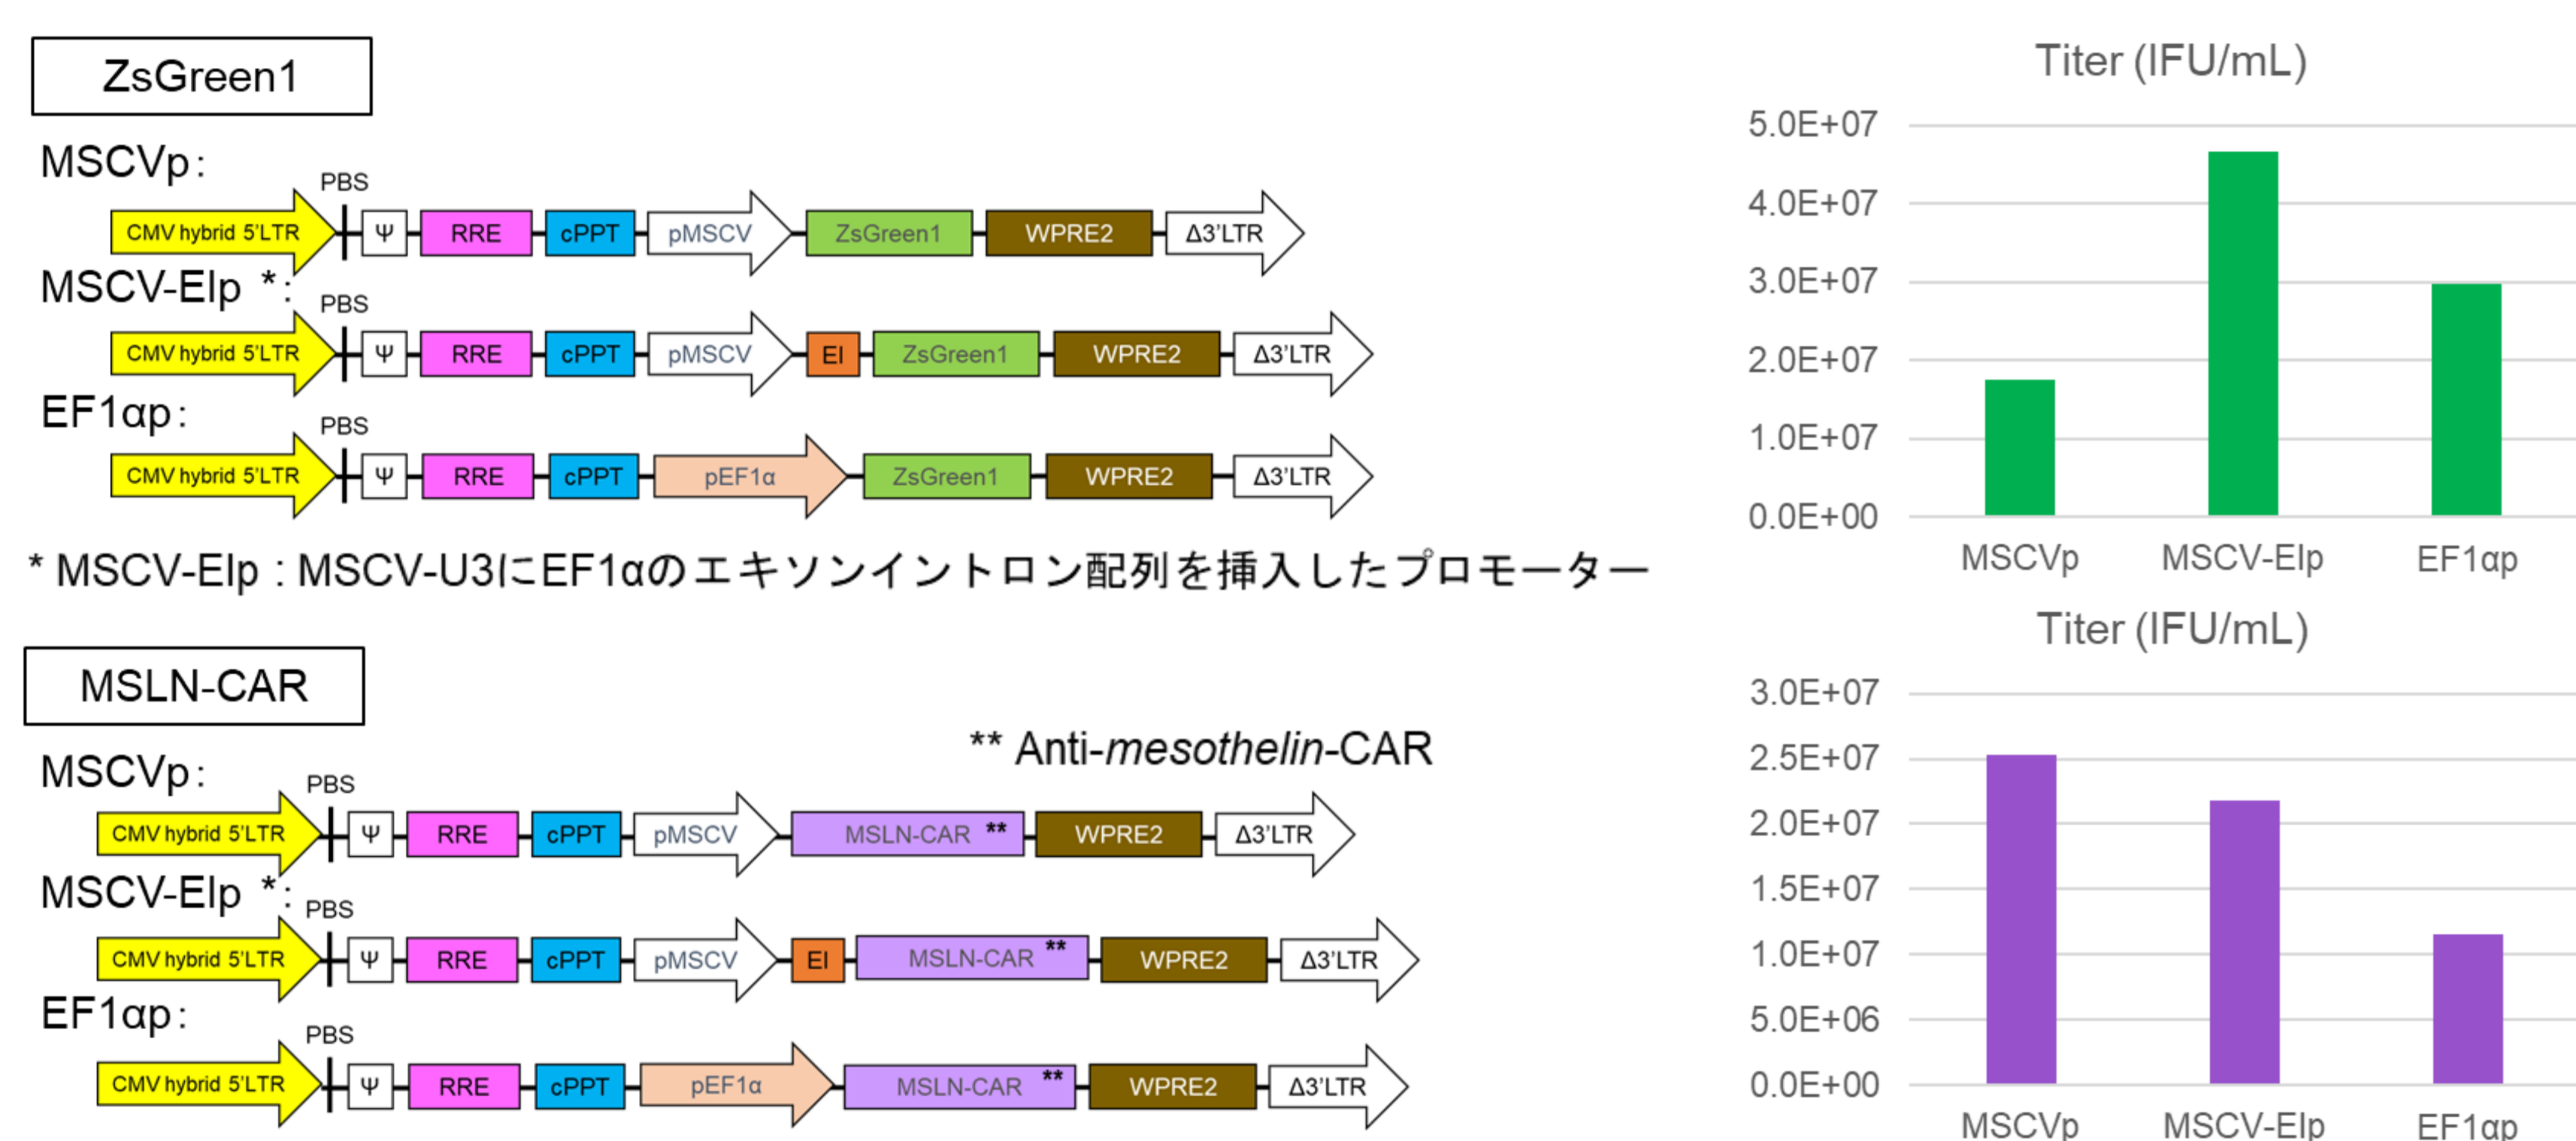 ZsGreen1
MSCVp:
PBS
CMV hybrid 5'LTR Ψ RRE cPPT pMSCV ZsGreen1 WPRE2 Δ3'LTR
MSCV-EIp *:
PBS
CMV hybrid 5'LTR Ψ RRE cPPT pMSCV EI ZsGreen1 WPRE2 Δ3'LTR
EF1αp:
PBS
CMV hybrid 5'LTR Ψ RRE cPPT pEF1α ZsGreen1 WPRE2 Δ3'LTR
* MSCV-EIp : MSCV-U3にEF1αのエキソンイントロン配列を挿入したプロモーター
Titer (IFU/mL)
5.0E+07
4.0E+07
3.0E+07
2.0E+07
1.0E+07
0.0E+00
MSCVp MSCV-EIp EF1αp
MSLN-CAR
** Anti-mesothelin-CAR
MSCVp:
PBS
CMV hybrid 5'LTR Ψ RRE cPPT pMSCV MSLN-CAR ** WPRE2 Δ3'LTR
MSCV-EIp *:
PBS
CMV hybrid 5'LTR Ψ RRE cPPT pMSCV EI MSLN-CAR ** WPRE2 Δ3'LTR
EF1αp:
PBS
CMV hybrid 5'LTR Ψ RRE cPPT pEF1α MSLN-CAR ** WPRE2 Δ3'LTR
Titer (IFU/mL)
3.0E+07
2.5E+07
2.0E+07
1.5E+07
1.0E+07
5.0E+06
0.0E+00
MSCVp MSCV-EIp EF1αp